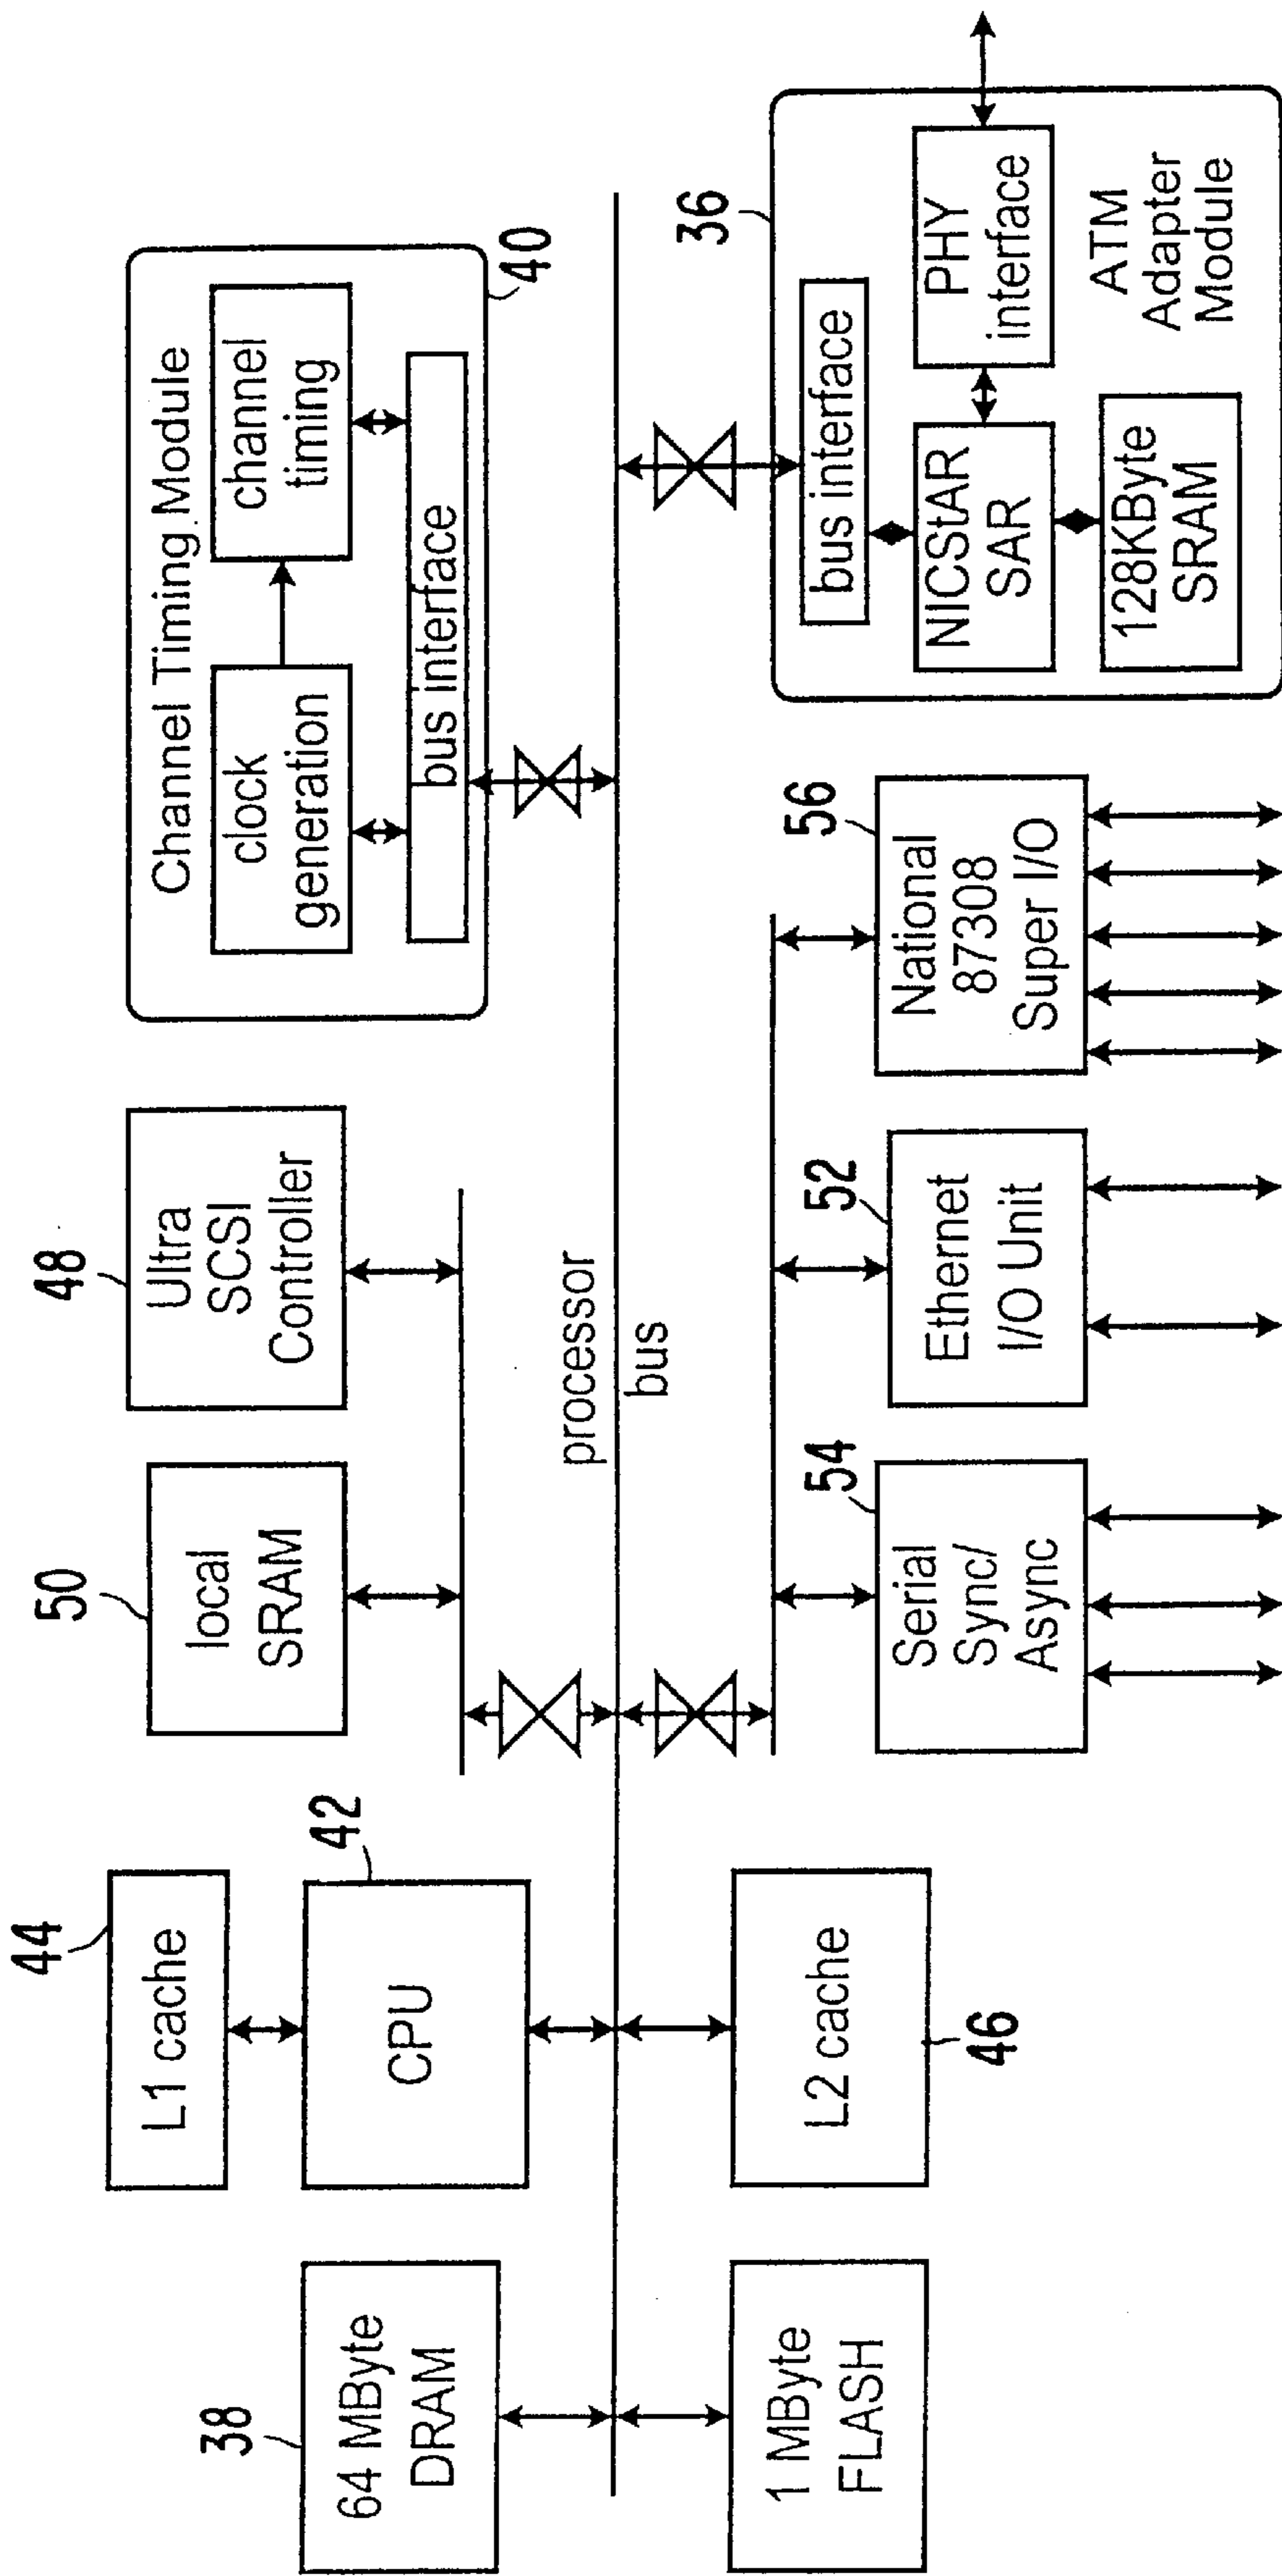 44
L1 cache
42
CPU
38
64 MByte
DRAM
50
local
SRAM
48
Ultra
SCSI
Controller
Channel Timing Module
clock
generation
channel
timing
bus interface
40
processor
bus
1 MByte
FLASH
L2 cache
46
54
Serial
Sync/
Async
52
Ethernet
I/O Unit
56
National
87308
Super I/O
36
bus interface
NICStAR
SAR
PHY
interface
128KByte
SRAM
ATM
Adapter
Module